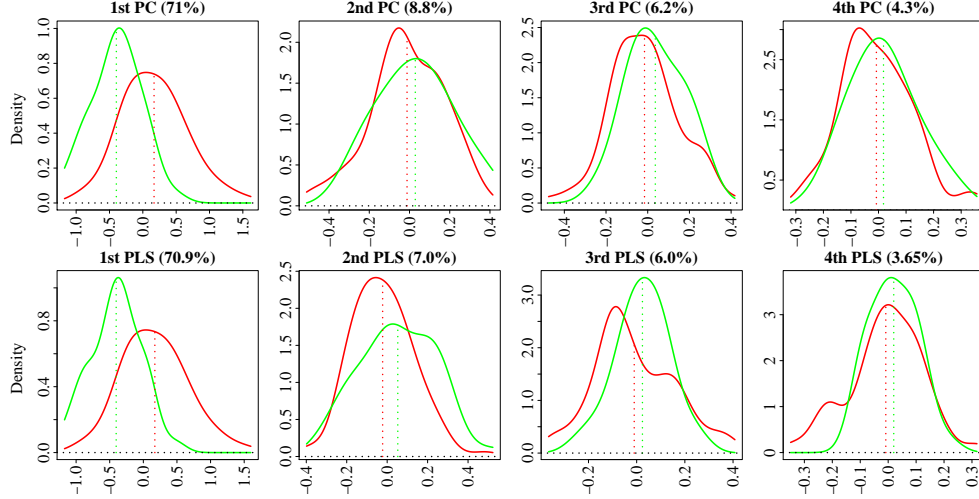 1st PC (71%)
2nd PC (8.8%)
3rd PC (6.2%)
4th PC (4.3%)
Density
0.0 0.2 0.4 0.6 0.8 1.0
−1.0 −0.5 0.0 0.5 1.0 1.5
0.0 0.5 1.0 1.5 2.0
−0.4 −0.2 0.0 0.2 0.4
0.0 0.5 1.0 1.5 2.0 2.5
−0.4 −0.2 0.0 0.2 0.4
0.5 1.5 2.5
−0.3 −0.2 −0.1 0.0 0.1 0.2 0.3
1st PLS (70.9%)
2nd PLS (7.0%)
3rd PLS (6.0%)
4th PLS (3.65%)
Density
0.0 0.4 0.8
−1.0 −0.5 0.0 0.5 1.0 1.5
0.0 0.5 1.0 1.5 2.0 2.5
−0.4 −0.2 0.0 0.2 0.4
0.0 1.0 2.0 3.0
−0.2 0.0 0.2 0.4
0 1 2 3
−0.3 −0.2 −0.1 0.0 0.1 0.2 0.3